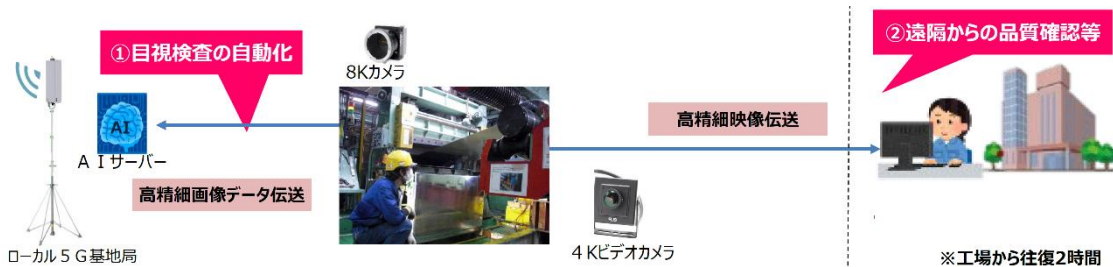 ①目視検査の自動化
8Kカメラ
②遠隔からの品質確認等
AI
AIサーバー
高精細映像伝送
高精細画像データ伝送
ローカル5G基地局
4Kビデオカメラ
※工場から往復2時間